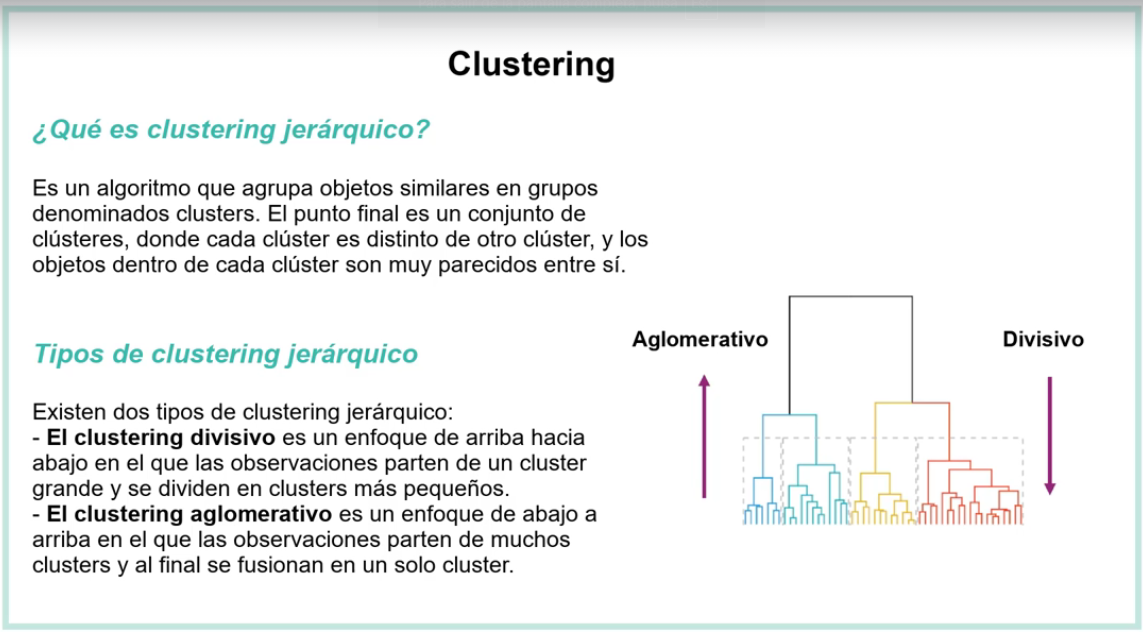 Clustering
¿Qué es clustering jerárquico?
Es un algoritmo que agrupa objetos similares en grupos
denominados clusters. El punto final es un conjunto de
clústeres, donde cada clúster es distinto de otro clúster, y los
objetos dentro de cada clúster son muy parecidos entre sí.
Tipos de clustering jerárquico
Existen dos tipos de clustering jerárquico:
- El clustering divisivo es un enfoque de arriba hacia
abajo en el que las observaciones parten de un cluster
grande y se dividen en clusters más pequeños.
- El clustering aglomerativo es un enfoque de abajo a
arriba en el que las observaciones parten de muchos
clusters y al final se fusionan en un solo cluster.
Aglomerativo
Divisivo